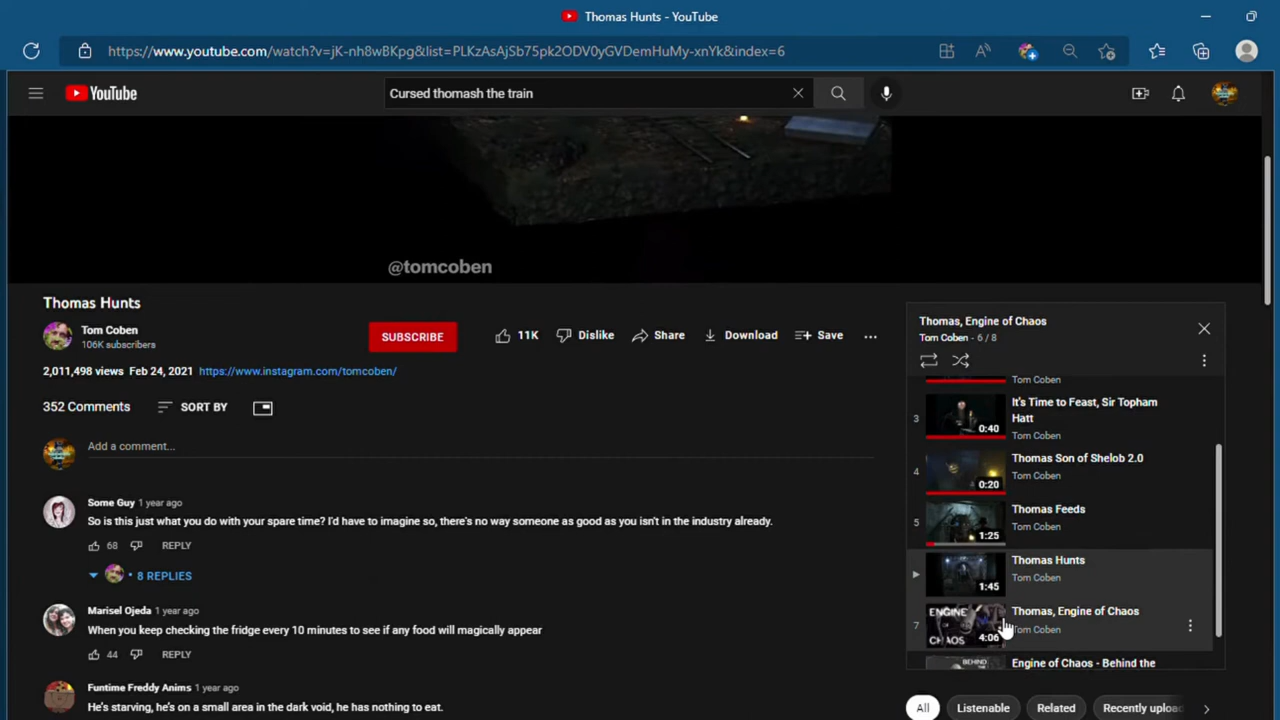 Thomas Hunts - YouTube
https://www.youtube.com/watch?v=jK-nh8wBKpg&list=PLKzAsAjSb75pk2ODV0yGVDemHuMy-xnYk&index=6
YouTube
Cursed thomash the train
@tomcoben
Thomas Hunts
Tom Coben
106K subscribers
SUBSCRIBE
11K
Dislike
Share
Download
Save
2,011,498 views Feb 24, 2021 https://www.instagram.com/tomcoben/
352 Comments
SORT BY
Add a comment...
Some Guy 1 year ago
So is this just what you do with your spare time? I'd have to imagine so, there's no way someone as good as you isn't in the industry already.
68
REPLY
8 REPLIES
Marisel Ojeda 1 year ago
When you keep checking the fridge every 10 minutes to see if any food will magically appear
44
REPLY
Funtime Freddy Anims 1 year ago
He's starving, he's on a small area in the dark void, he has nothing to eat.
Thomas, Engine of Chaos
Tom Coben - 6 / 8
Tom Coben
3
0:40
It's Time to Feast, Sir Topham
Hatt
Tom Coben
4
0:20
Thomas Son of Shelob 2.0
Tom Coben
5
1:25
Thomas Feeds
Tom Coben
1:45
Thomas Hunts
Tom Coben
7
ENGINE
CHAOS
4:06
Thomas, Engine of Chaos
Tom Coben
BEHIND
Engine of Chaos - Behind the
All
Listenable
Related
Recently uploa